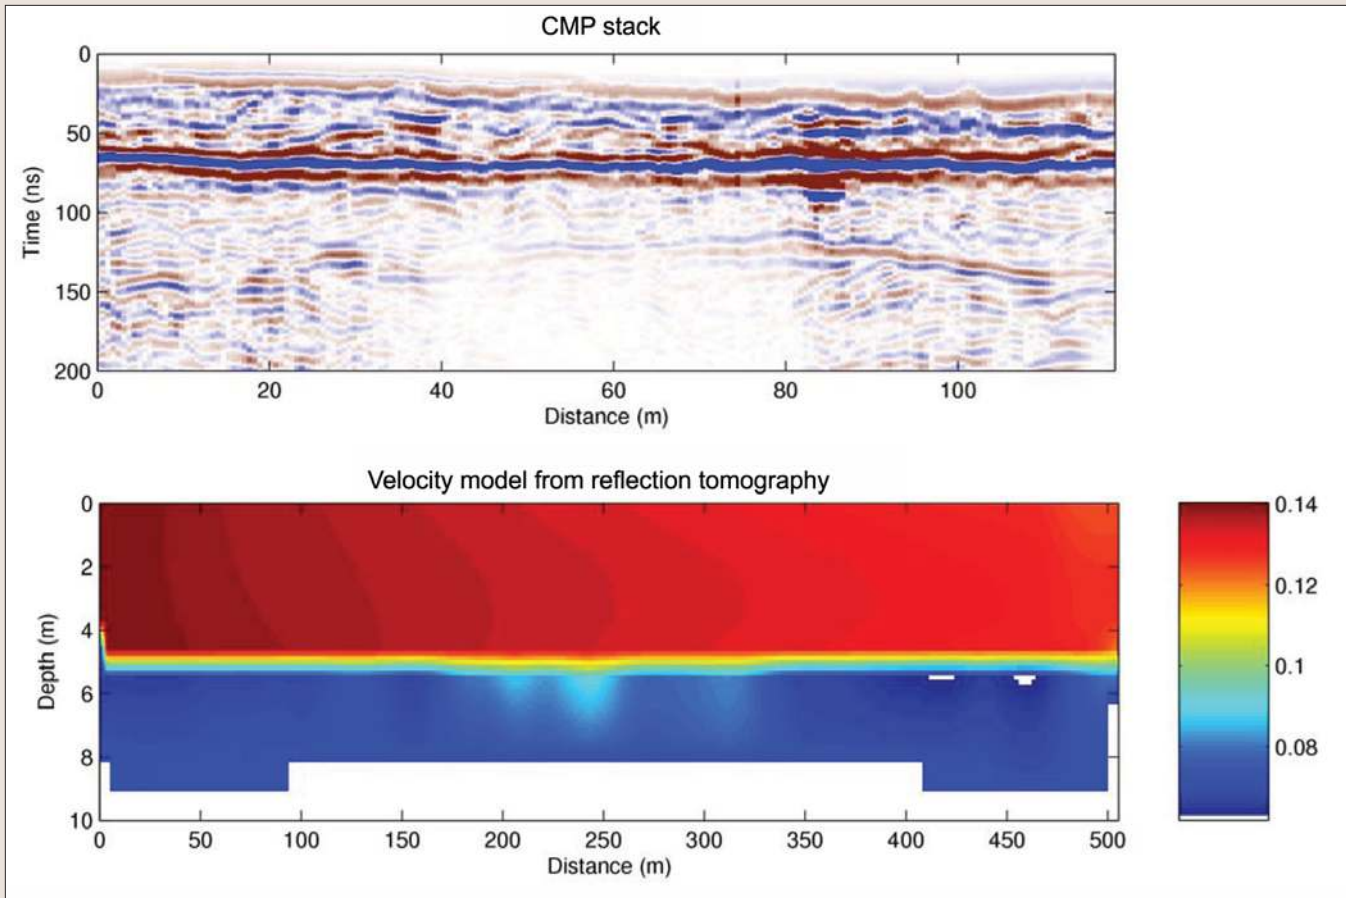 CMP stack
0
50
100
150
200
Time (ns)
0 20 40 60 80 100
Distance (m)
Velocity model from reflection tomography
0
2
4
6
8
10
Depth (m)
0 50 100 150 200 250 300 350 400 450 500
Distance (m)
0.14
0.12
0.1
0.08